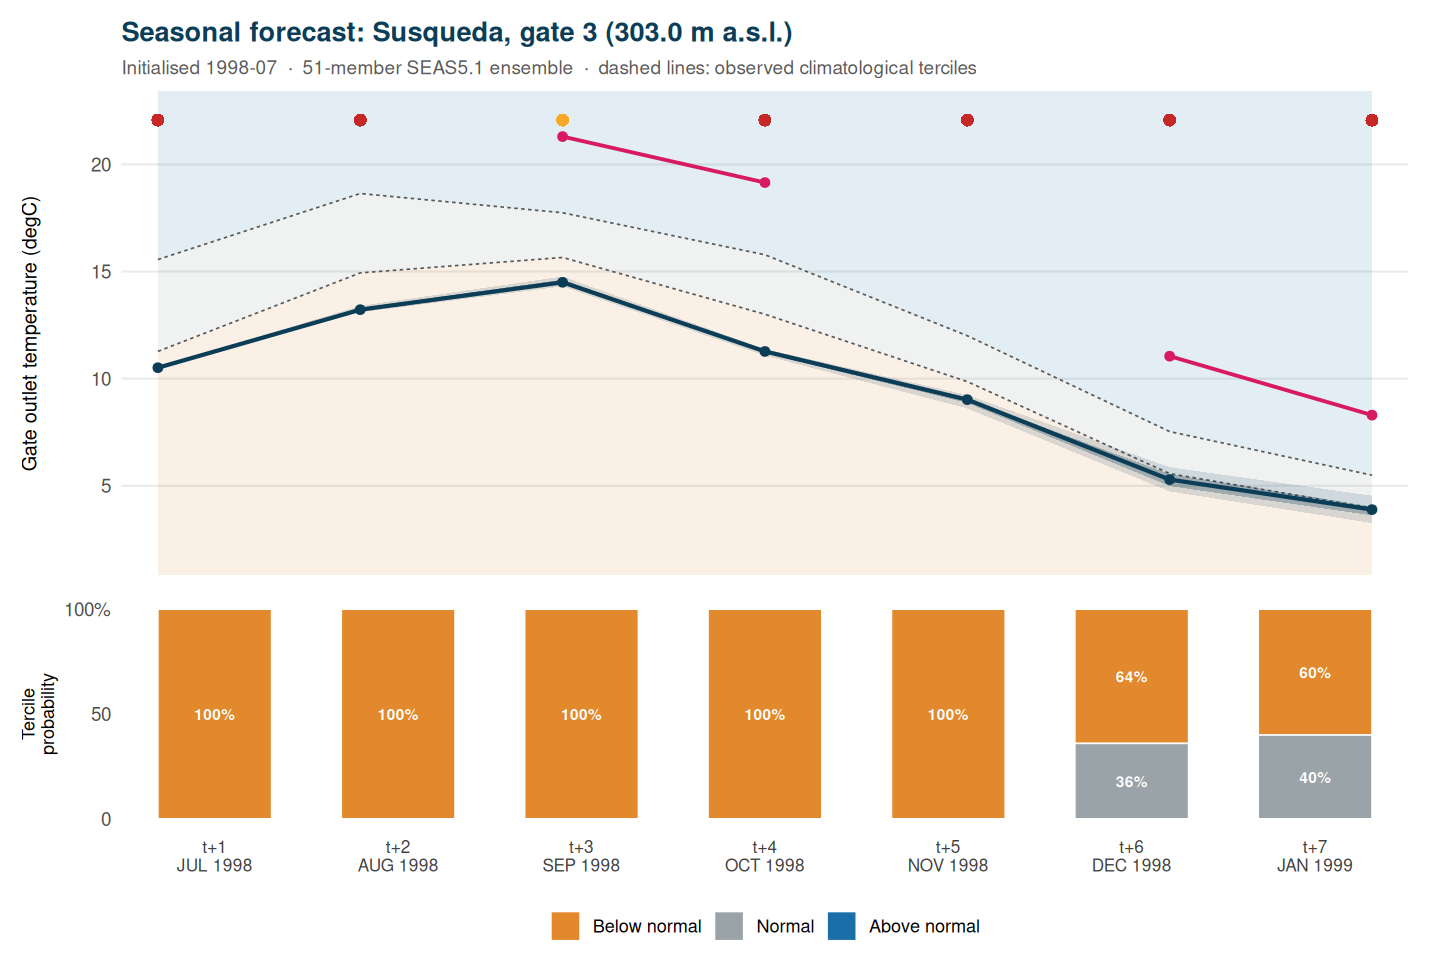 Seasonal forecast: Susqueda, gate 3 (303.0 m a.s.l.)
Initialised 1998-07 · 51-member SEAS5.1 ensemble · dashed lines: observed climatological terciles
Gate outlet temperature (degC)
20
15
10
5
Tercile
probability
100%
50
0
100%
100%
100%
100%
100%
64%
36%
60%
40%
t+1
JUL 1998
t+2
AUG 1998
t+3
SEP 1998
t+4
OCT 1998
t+5
NOV 1998
t+6
DEC 1998
t+7
JAN 1999
Below normal
Normal
Above normal